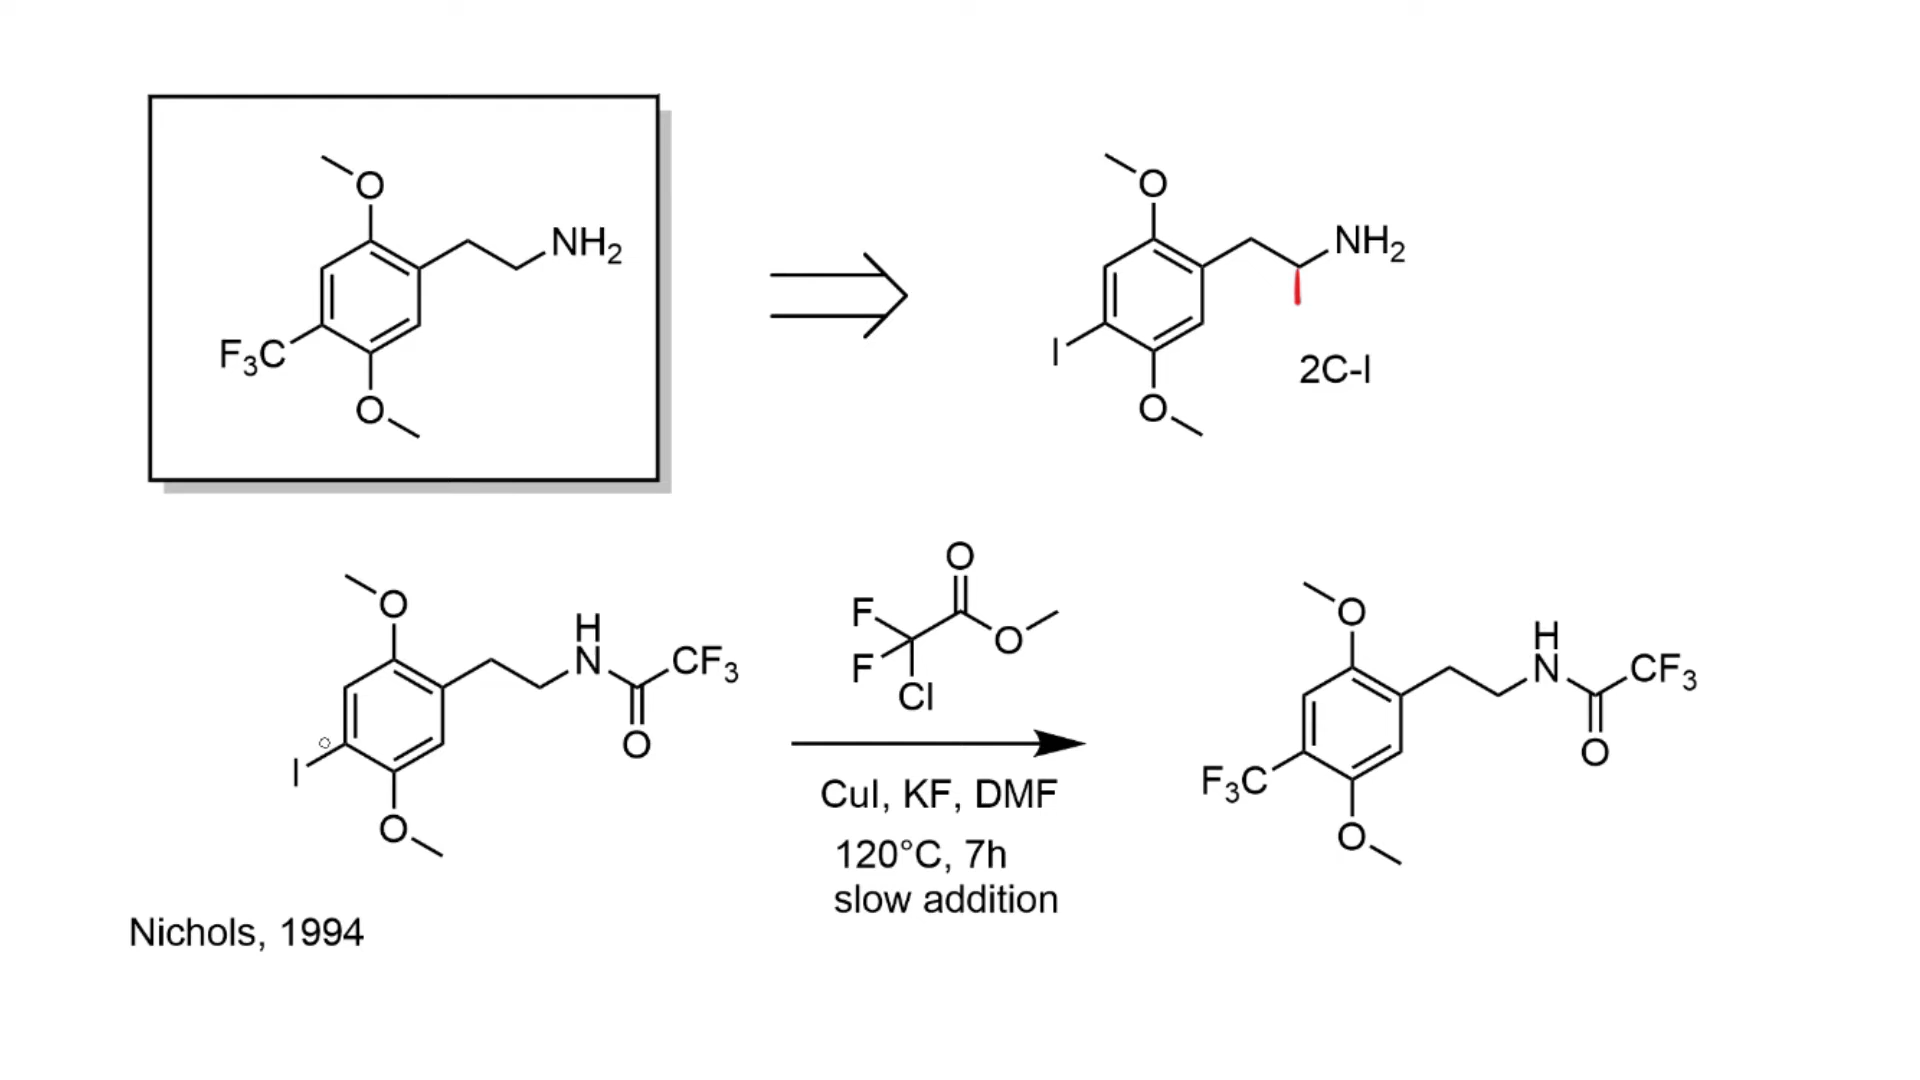 O
NH2
F3C
O
O
NH2
I
2C-I
O
O
H
N
CF3
O
I
O
O
F
O
F
Cl
CuI, KF, DMF
120°C, 7h
slow addition
O
H
N
CF3
O
F3C
O
Nichols, 1994